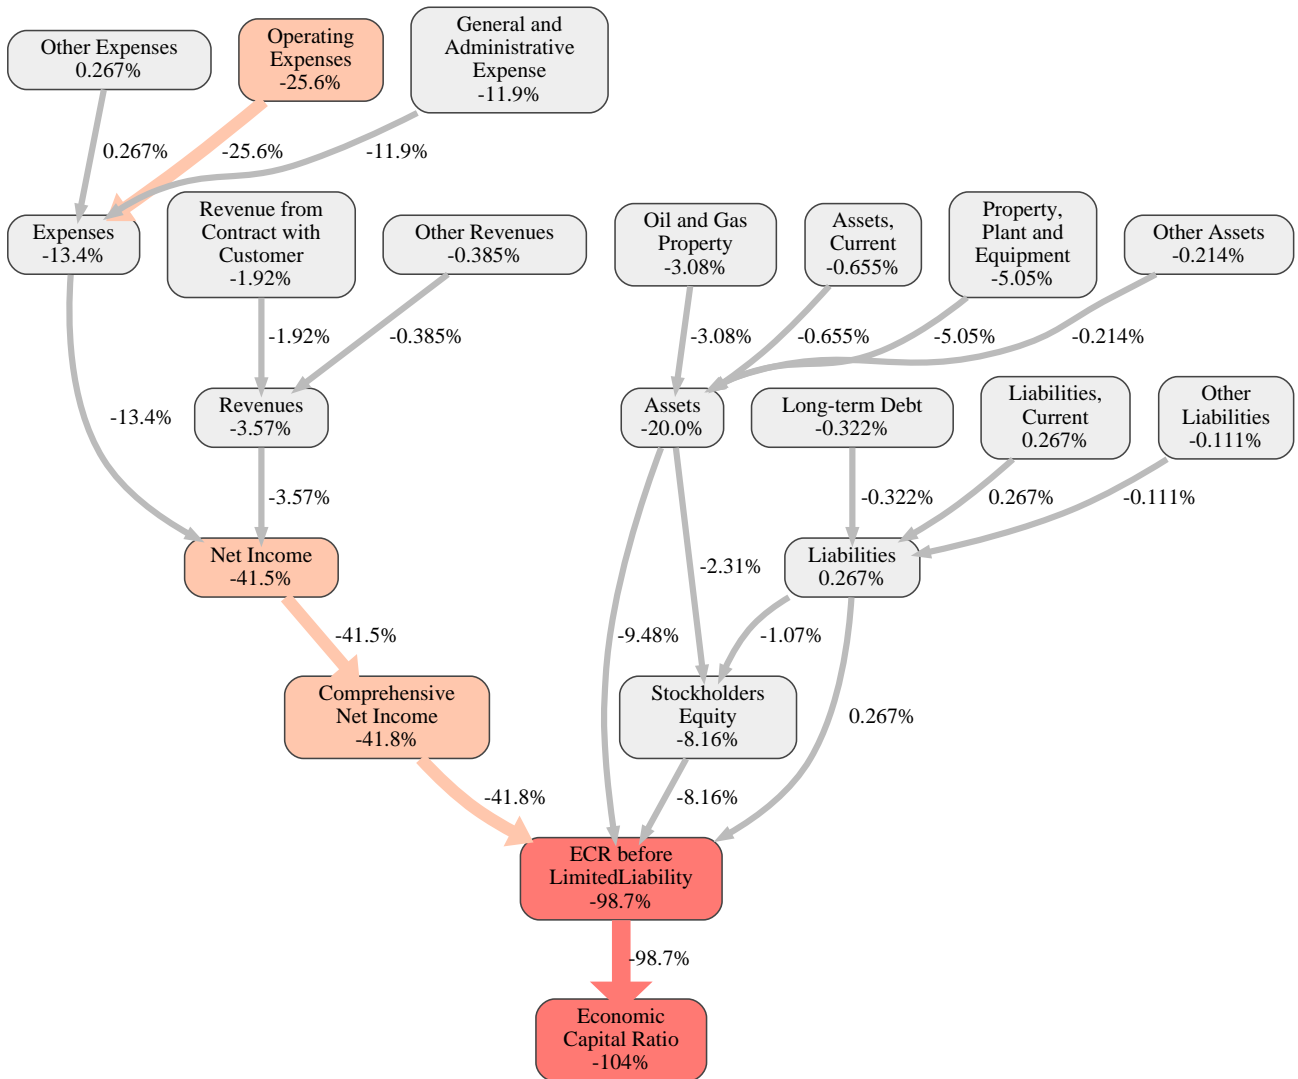 Other Expenses
0.267%
Operating
Expenses
-25.6%
General and
Administrative
Expense
-11.9%
0.267%
-25.6%
-11.9%
Expenses
-13.4%
Revenue from
Contract with
Customer
-1.92%
Other Revenues
-0.385%
Oil and Gas
Property
-3.08%
Assets,
Current
-0.655%
Property,
Plant and
Equipment
-5.05%
Other Assets
-0.214%
-1.92%
-0.385%
-3.08%
-0.655%
-5.05%
-0.214%
-13.4%
Revenues
-3.57%
Assets
-20.0%
Long-term Debt
-0.322%
Liabilities,
Current
0.267%
Other
Liabilities
-0.111%
-3.57%
-0.322%
0.267%
-0.111%
Net Income
-41.5%
-2.31%
Liabilities
0.267%
-41.5%
-9.48%
-1.07%
Comprehensive
Net Income
-41.8%
Stockholders
Equity
-8.16%
0.267%
-41.8%
-8.16%
ECR before
LimitedLiability
-98.7%
-98.7%
Economic
Capital Ratio
-104%